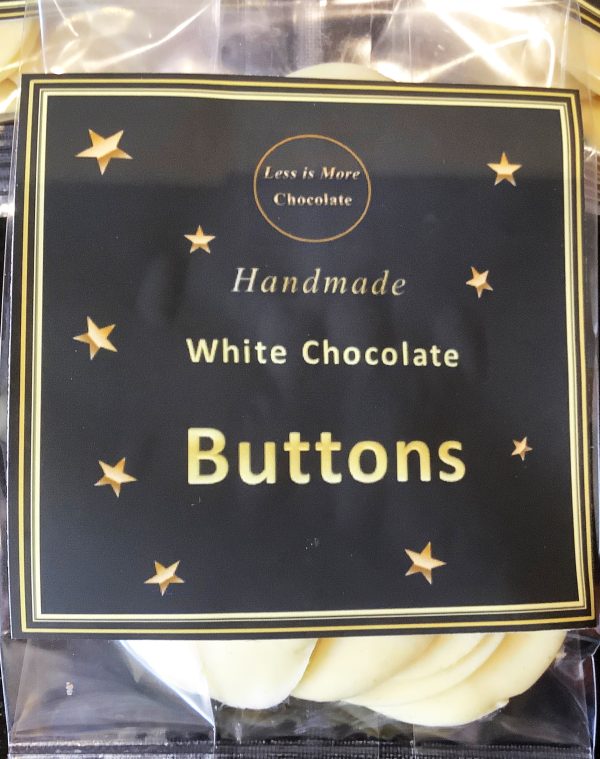 Less is More
Chocolate
Handmade
White Chocolate
Buttons